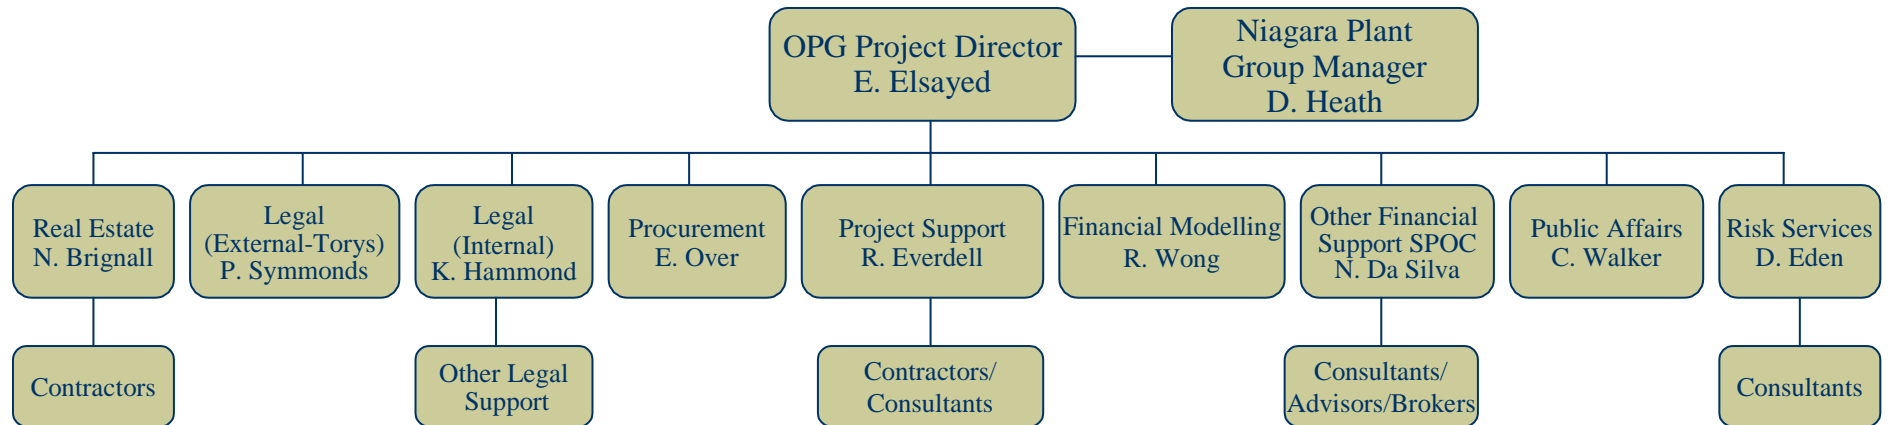 OPG Project Director
E. Elsayed
Niagara Plant
Group Manager
D. Heath
Real Estate
N. Brignall
Legal
(External-Torys)
P. Symmonds
Legal
(Internal)
K. Hammond
Procurement
E. Over
Project Support
R. Everdell
Financial Modelling
R. Wong
Other Financial
Support SPOC
N. Da Silva
Public Affairs
C. Walker
Risk Services
D. Eden
Contractors
Other Legal
Support
Contractors/
Consultants
Consultants/
Advisors/Brokers
Consultants